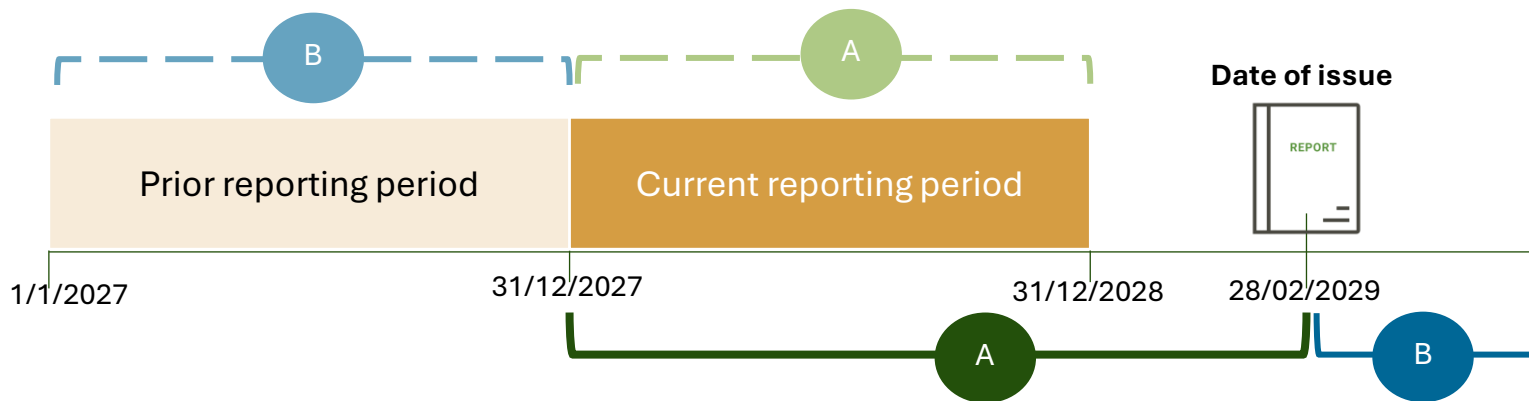 B
A
Date of issue
REPORT
Prior reporting period
Current reporting period
1/1/2027
31/12/2027
31/12/2028
28/02/2029
A
B